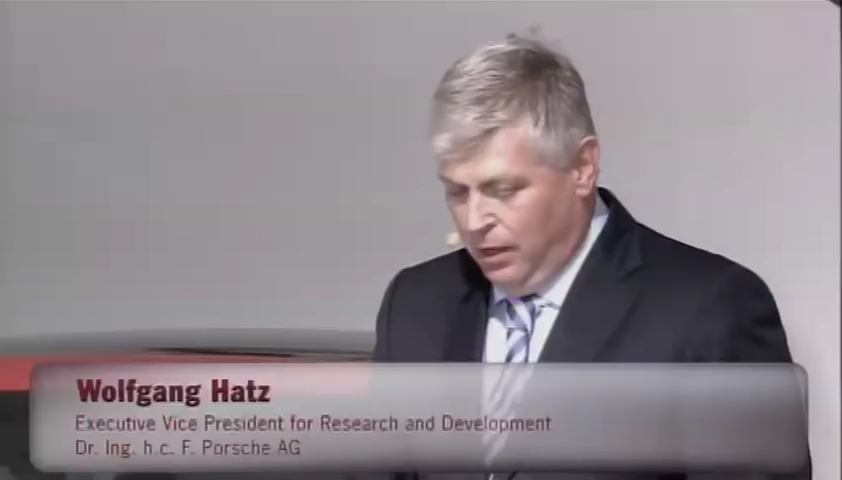 Wolfgang Hatz
Executive Vice President for Research and Development
Dr. Ing. h.c. F. Porsche AG